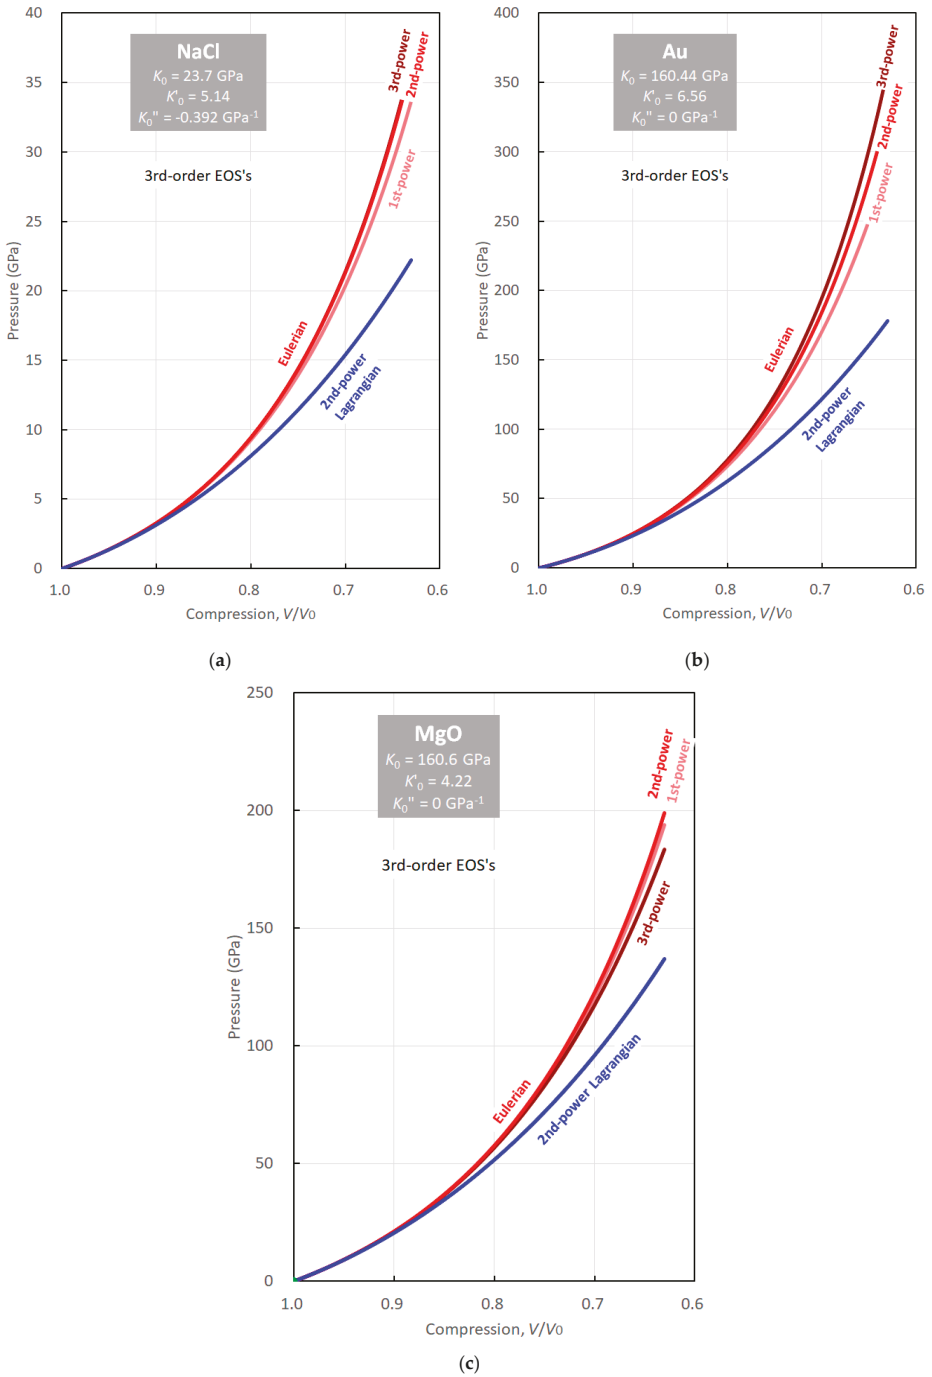 40
35
30
25
20
15
10
5
0
Pressure (GPa)
NaCl
K₀ = 23.7 GPa
K'₀ = 5.14
K₀" = -0.392 GPa⁻¹
3rd-order EOS's
3rd-power
2nd-power
1st-power
Eulerian
2nd-power
Lagrangian
1.0 0.9 0.8 0.7 0.6
Compression, V/V0
(a)
400
350
300
250
200
150
100
50
0
Pressure (GPa)
Au
K₀ = 160.44 GPa
K'₀ = 6.56
K₀" = 0 GPa⁻¹
3rd-order EOS's
3rd-power
2nd-power
1st-power
Eulerian
2nd-power
Lagrangian
1.0 0.9 0.8 0.7 0.6
Compression, V/V0
(b)
250
200
150
100
50
0
Pressure (GPa)
MgO
K₀ = 160.6 GPa
K'₀ = 4.22
K₀" = 0 GPa⁻¹
3rd-order EOS's
2nd-power
1st-power
3rd-power
Eulerian
2nd-power Lagrangian
1.0 0.9 0.8 0.7 0.6
Compression, V/V0
(c)